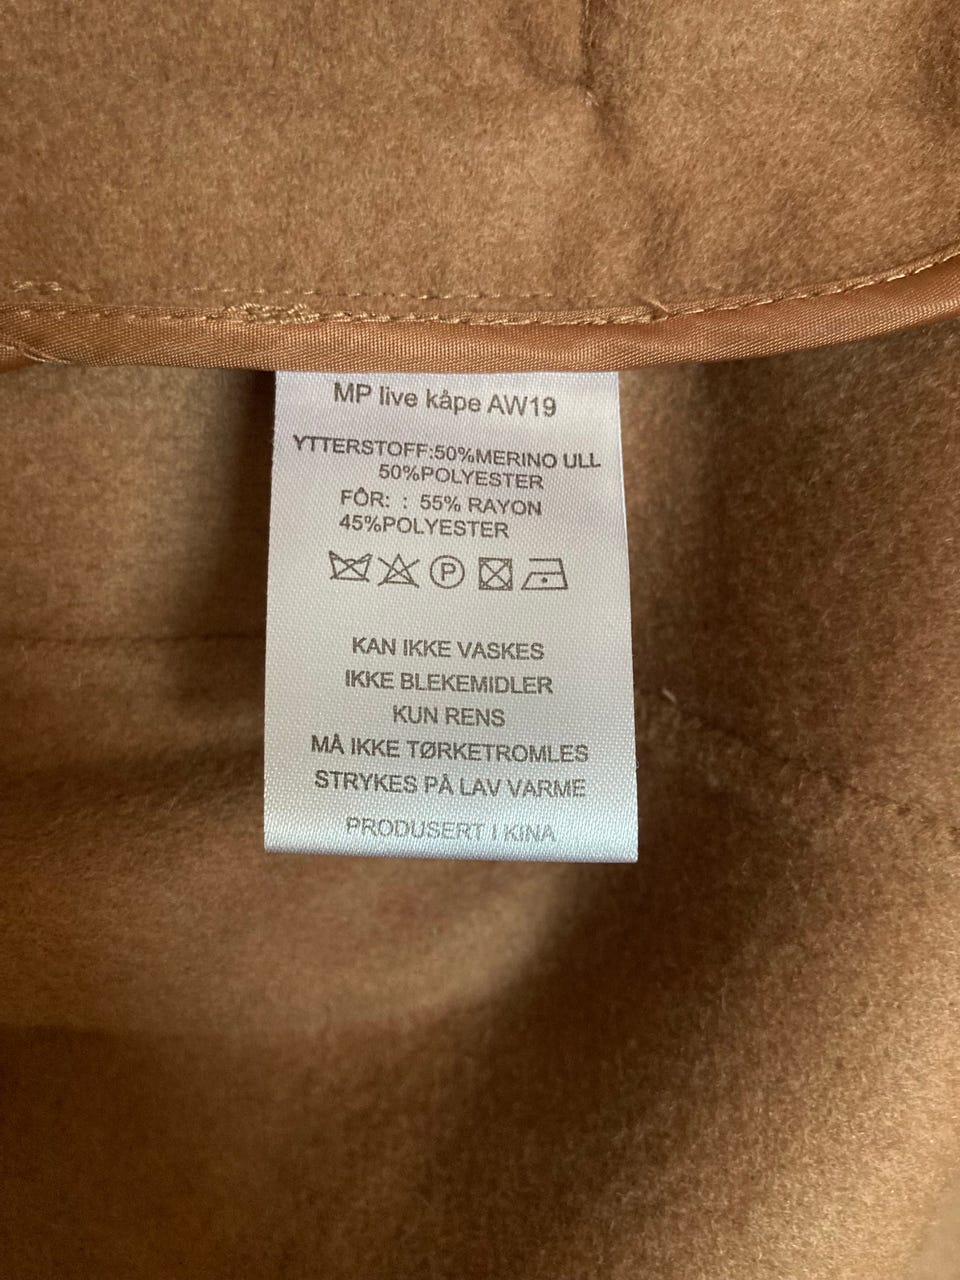 MP live kåpe AW19
YTTERSTOFF:50%MERINO ULL
50%POLYESTER
FÔR: : 55% RAYON
45%POLYESTER
P
KAN IKKE VASKES
IKKE BLEKEMIDLER
KUN RENS
MÅ IKKE TØRKETROMLES
STRYKES PÅ LAV VARME
PRODUSERT I KINA